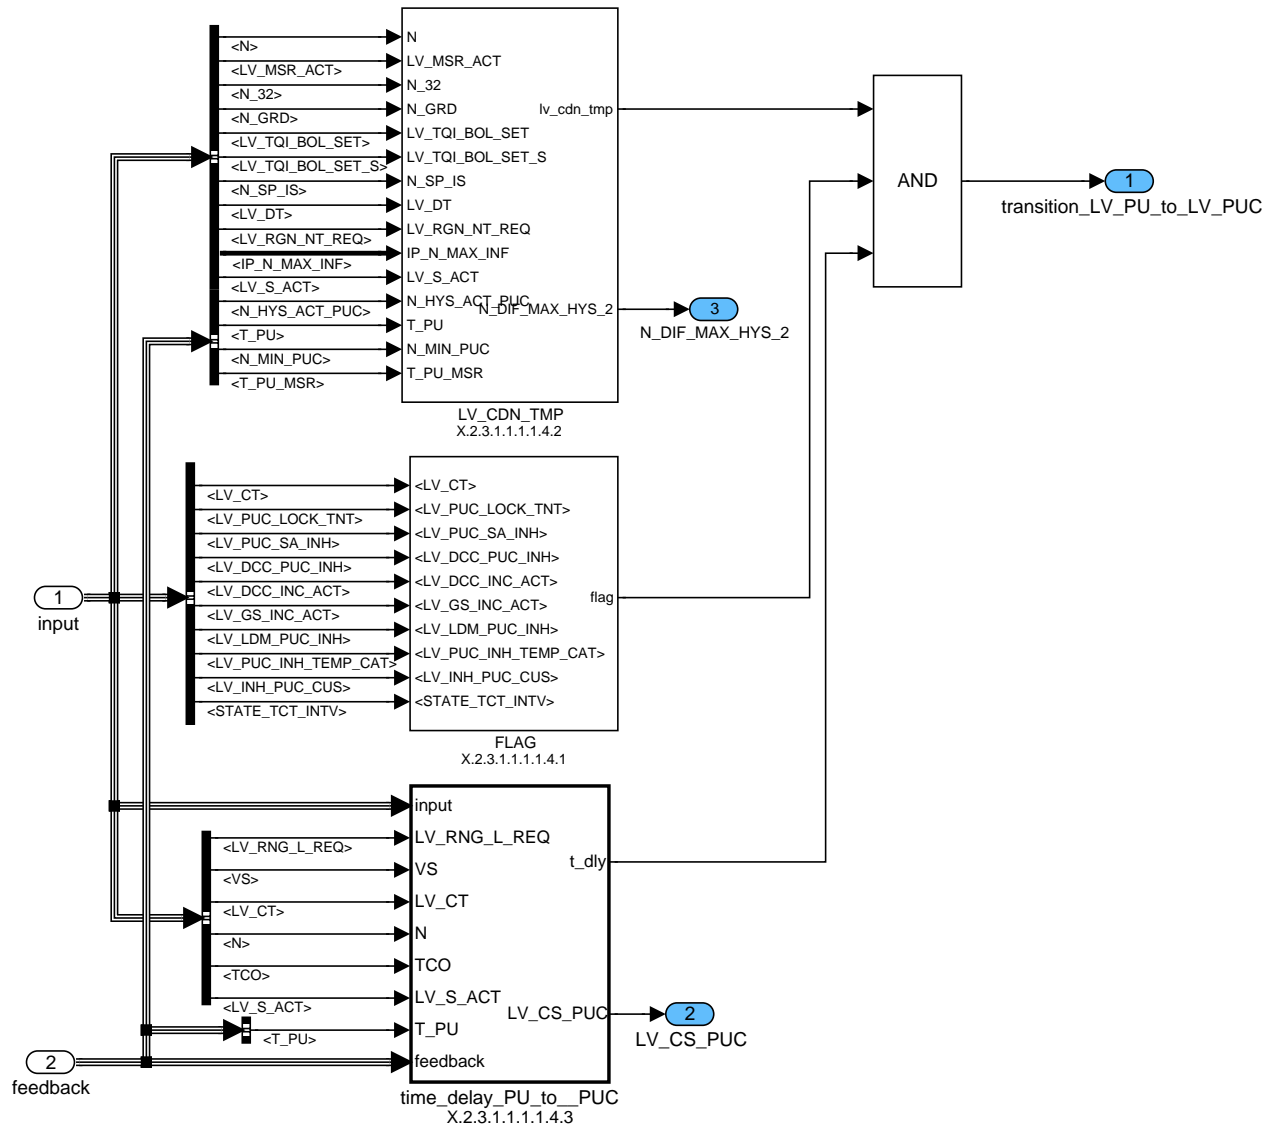 N
<N>
LV_MSR_ACT
<LV_MSR_ACT>
N_32
<N_32>
N_GRD
<N_GRD>
LV_TQI_BOL_SET
<LV_TQI_BOL_SET>
LV_TQI_BOL_SET_S
<LV_TQI_BOL_SET_S>
N_SP_IS
<N_SP_IS>
LV_DT
<LV_DT>
LV_RGN_NT_REQ
<LV_RGN_NT_REQ>
IP_N_MAX_INF
<IP_N_MAX_INF>
LV_S_ACT
<LV_S_ACT>
N_HYS_ACT_PUC
<N_HYS_ACT_PUC>
T_PU
<T_PU>
N_MIN_PUC
<N_MIN_PUC>
T_PU_MSR
<T_PU_MSR>
lv_cdn_tmp
N_DIF_MAX_HYS_2
LV_CDN_TMP
X.2.3.1.1.1.1.4.2
AND
1
transition_LV_PU_to_LV_PUC
3
N_DIF_MAX_HYS_2
<LV_CT>
<LV_CT>
<LV_PUC_LOCK_TNT>
<LV_PUC_LOCK_TNT>
<LV_PUC_SA_INH>
<LV_PUC_SA_INH>
<LV_DCC_PUC_INH>
<LV_DCC_PUC_INH>
<LV_DCC_INC_ACT>
<LV_DCC_INC_ACT>
<LV_GS_INC_ACT>
<LV_GS_INC_ACT>
<LV_LDM_PUC_INH>
<LV_LDM_PUC_INH>
<LV_PUC_INH_TEMP_CAT>
<LV_PUC_INH_TEMP_CAT>
<LV_INH_PUC_CUS>
<LV_INH_PUC_CUS>
<STATE_TCT_INTV>
<STATE_TCT_INTV>
flag
FLAG
X.2.3.1.1.1.1.4.1
1
input
input
LV_RNG_L_REQ
<LV_RNG_L_REQ>
VS
<VS>
LV_CT
<LV_CT>
N
<N>
TCO
<TCO>
LV_S_ACT
<LV_S_ACT>
T_PU
<T_PU>
feedback
t_dly
LV_CS_PUC
time_delay_PU_to__PUC
X.2.3.1.1.1.1.4.3
2
LV_CS_PUC
2
feedback